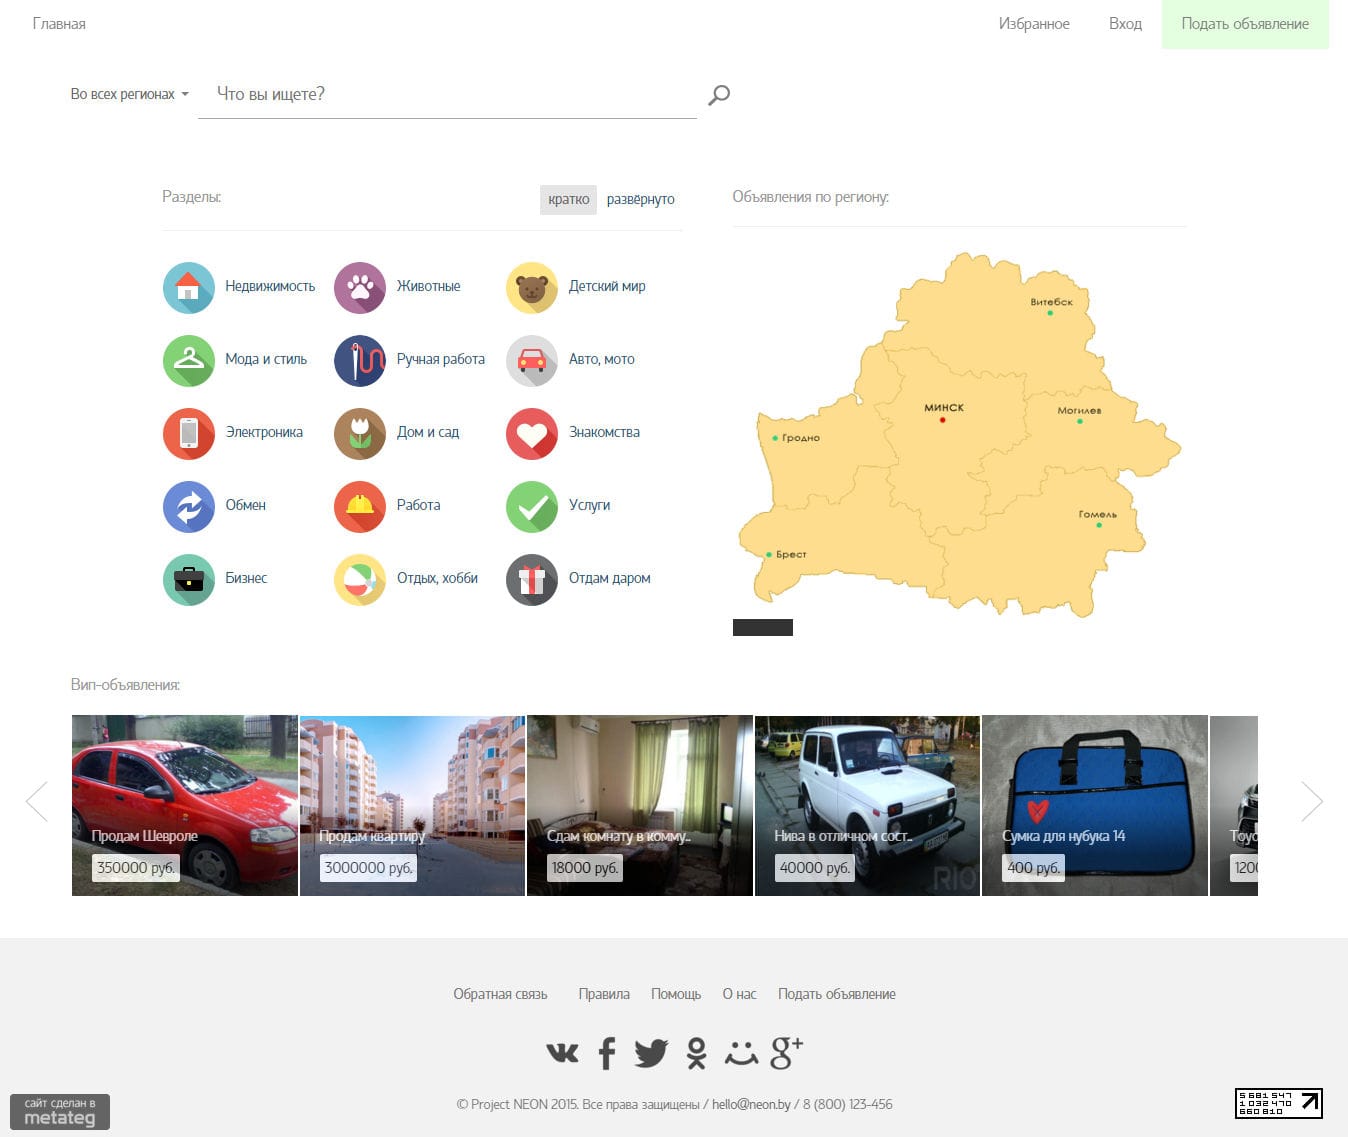 Главная
Избранное
Вход
Подать объявление
Во всех регионах
Что вы ищете?
Разделы:
кратко
развёрнуто
Объявления по региону:
Недвижимость
Животные
Детский мир
Мода и стиль
Ручная работа
Авто, мото
Электроника
Дом и сад
Знакомства
Обмен
Работа
Услуги
Бизнес
Отдых, хобби
Отдам даром
Витебск
МИНСК
Могилев
Гродно
Гомель
Брест
Вип-объявления:
Продам Шевроле
350000 руб.
Продам квартиру
3000000 руб.
Сдам комнату в комму..
18000 руб.
Нива в отличном сост..
40000 руб.
RIO
Сумка для нубука 14
400 руб.
Toyo
1200
Обратная связь
Правила
Помощь
О нас
Подать объявление
© Project NEON 2015. Все права защищены / hello@neon.by / 8 (800) 123-456
сайт сделан в
metateg
5 681 547
1 032 470
660 810